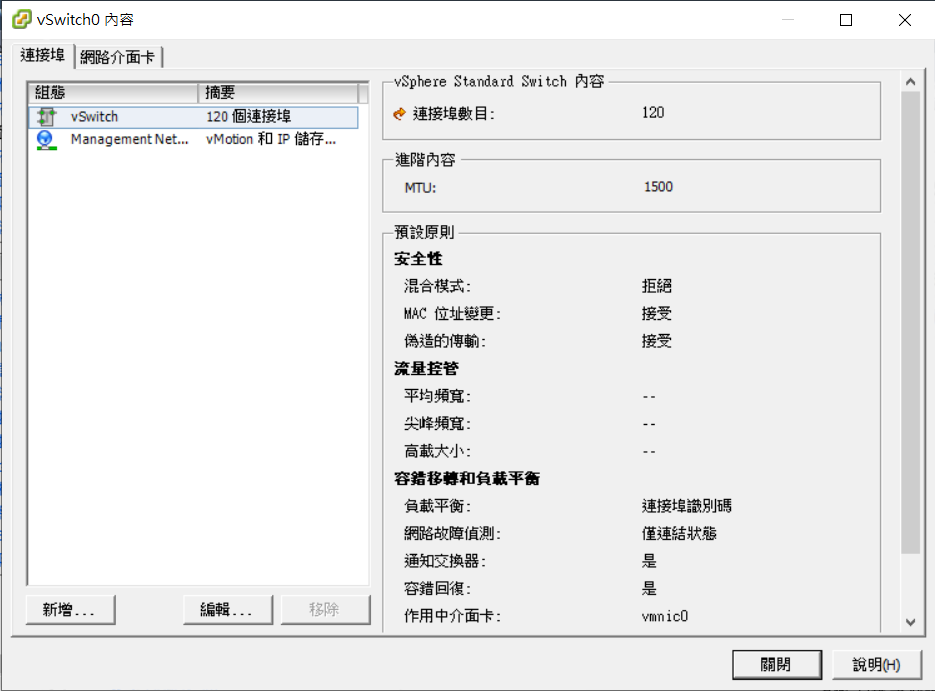 vSwitch0 內容
連接埠 網路介面卡
組態 摘要
vSwitch 120 個連接埠
Management Net... vMotion 和 IP 儲存...
新增... 編輯... 移除
vSphere Standard Switch 內容
連接埠數目: 120
進階內容
MTU: 1500
預設原則
安全性
混合模式: 拒絕
MAC 位址變更: 接受
偽造的傳輸: 接受
流量控管
平均頻寬: --
尖峰頻寬: --
高載大小: --
容錯移轉和負載平衡
負載平衡: 連接埠識別碼
網路故障偵測: 僅連結狀態
通知交換器: 是
容錯回復: 是
作用中介面卡: vmnic0
關閉 說明(H)